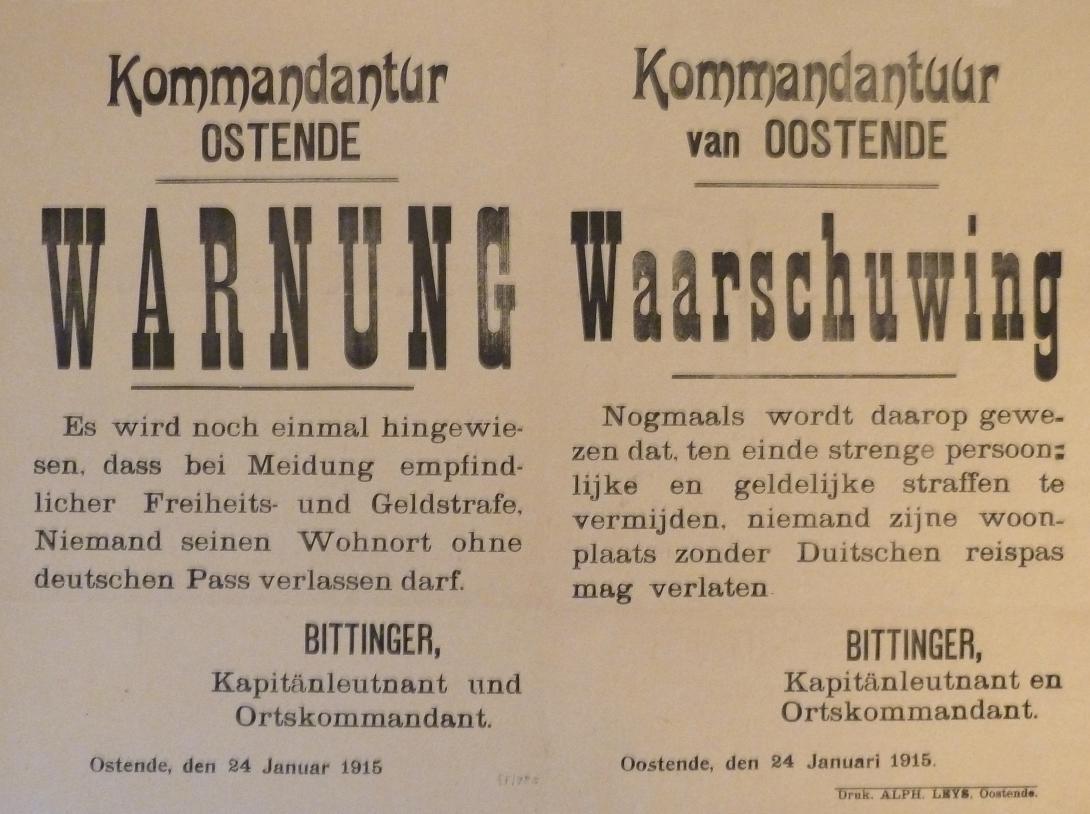 Kommandantur
OSTENDE
WARNUNG
Es wird noch einmal hingewie-
sen, dass bei Meidung empfind-
licher Freiheits- und Geldstrafe,
Niemand seinen Wohnort ohne
deutschen Pass verlassen darf.
BITTINGER,
Kapitänleutnant und
Ortskommandant.
Ostende, den 24 Januar 1915
Kommandantuur
van OOSTENDE
Waarschuwing
Nogmaals wordt daarop gewe-
zen dat, ten einde strenge persoon-
lijke en geldelijke straffen te
vermijden, niemand zijne woon-
plaats zonder Duitschen reispas
mag verlaten.
BITTINGER,
Kapitänleutnant en
Ortskommandant.
Oostende, den 24 Januari 1915.
Druk. ALPH. LEYS, Oostende.